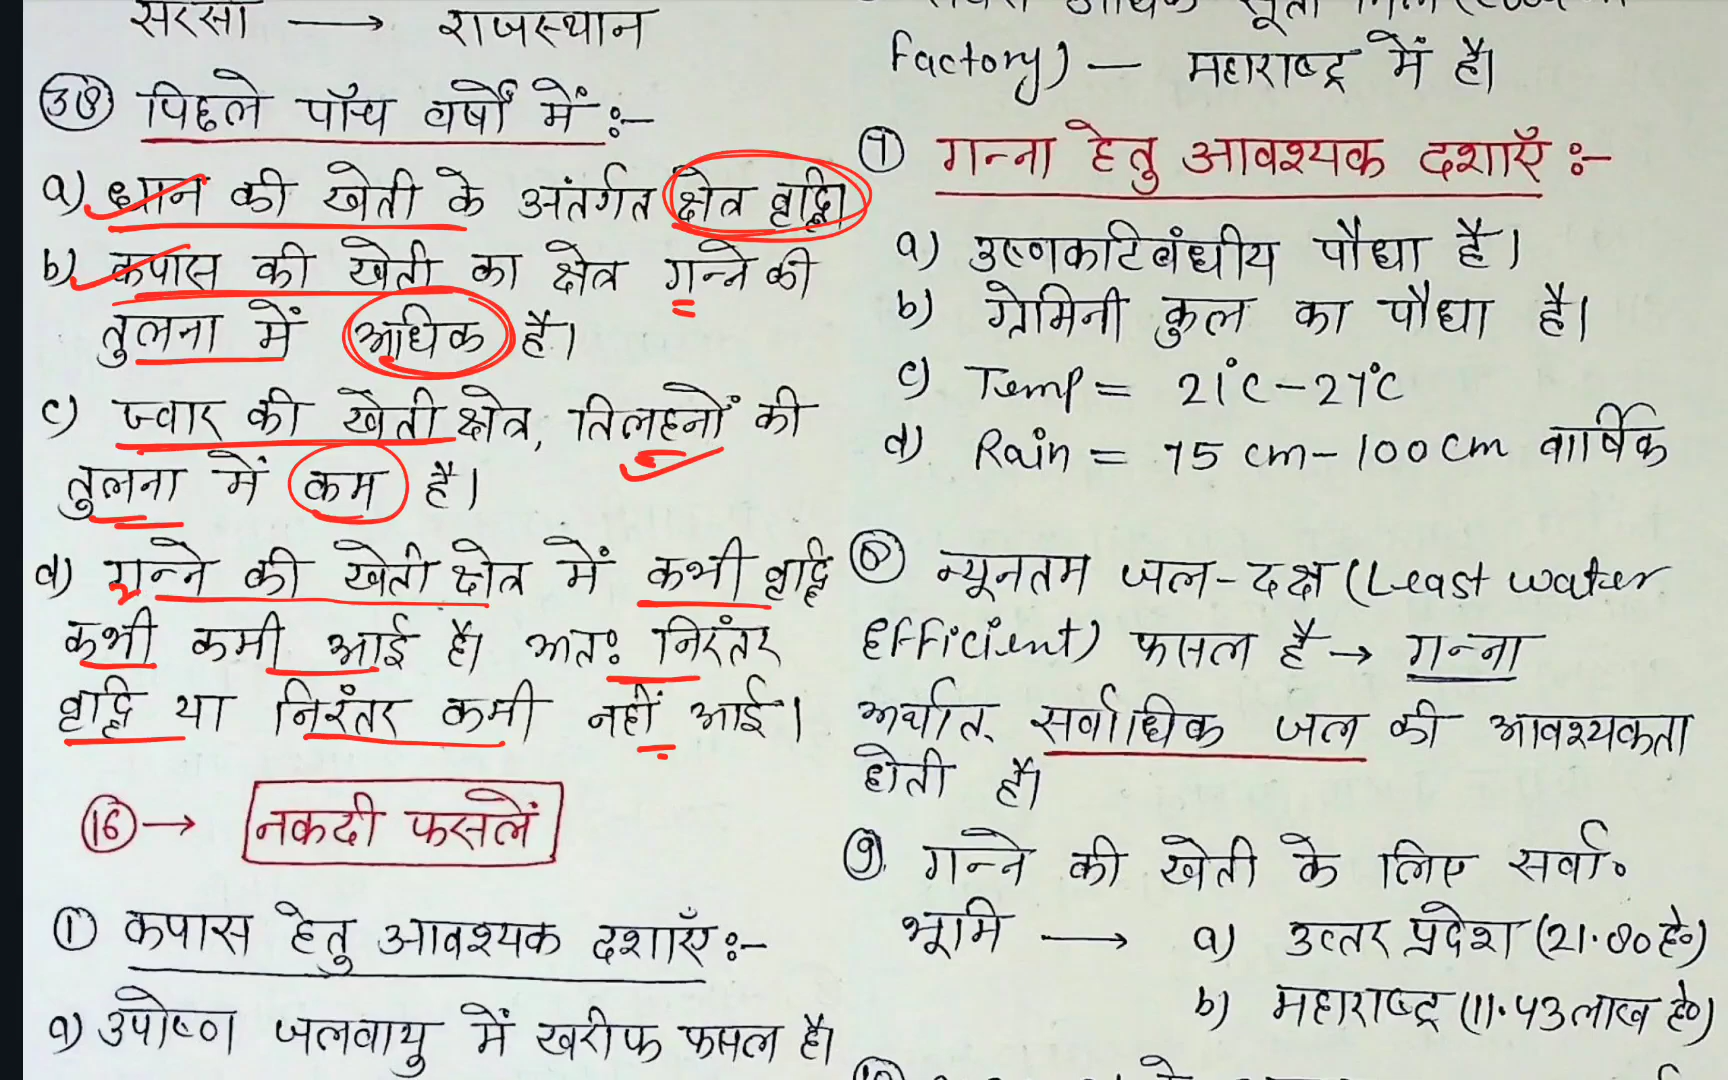 सरसों → राजस्थान
38 पिछले पाँच वर्षों में :-
a) धान की खेती के अंतर्गत क्षेत्र वृद्धि।
b) कपास की खेती का क्षेत्र गन्ने की
तुलना में अधिक है।
c) ज्वार की खेती क्षेत्र, तिलहनों की
तुलना में कम है।
d) गन्ने की खेती क्षेत्र में कभी वृद्धि
कभी कमी आई है। अतः निरंतर
वृद्धि या निरंतर कमी नहीं आई।
16 → नकदी फसलें
① कपास हेतु आवश्यक दशाएँ :-
a) उपोष्ण जलवायु में खरीफ फसल है।
Factory) — महाराष्ट्र में है।
⑦ गन्ना हेतु आवश्यक दशाएँ :-
a) उष्णकटिबंधीय पौधा है।
b) ग्रेमिनी कुल का पौधा है।
c) Temp = 21°C-27°C
d) Rain = 75 cm-100cm वार्षिक
⑧ न्यूनतम जल-दक्ष (Least water
Efficient) फसल है → गन्ना
अर्थात् सर्वाधिक जल की आवश्यकता
होती है।
⑨ गन्ने की खेती के लिए सर्वा०
भूमि → a) उत्तर प्रदेश (21.80 हे०)
b) महाराष्ट्र (11.43 लाख हे०)